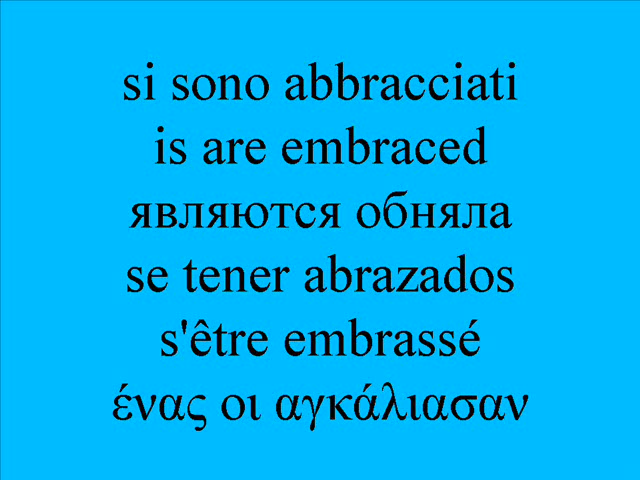 si sono abbracciati
is are embraced
являются обняла
se tener abrazados
s'être embrassé
ένας οι αγκάλιασαν